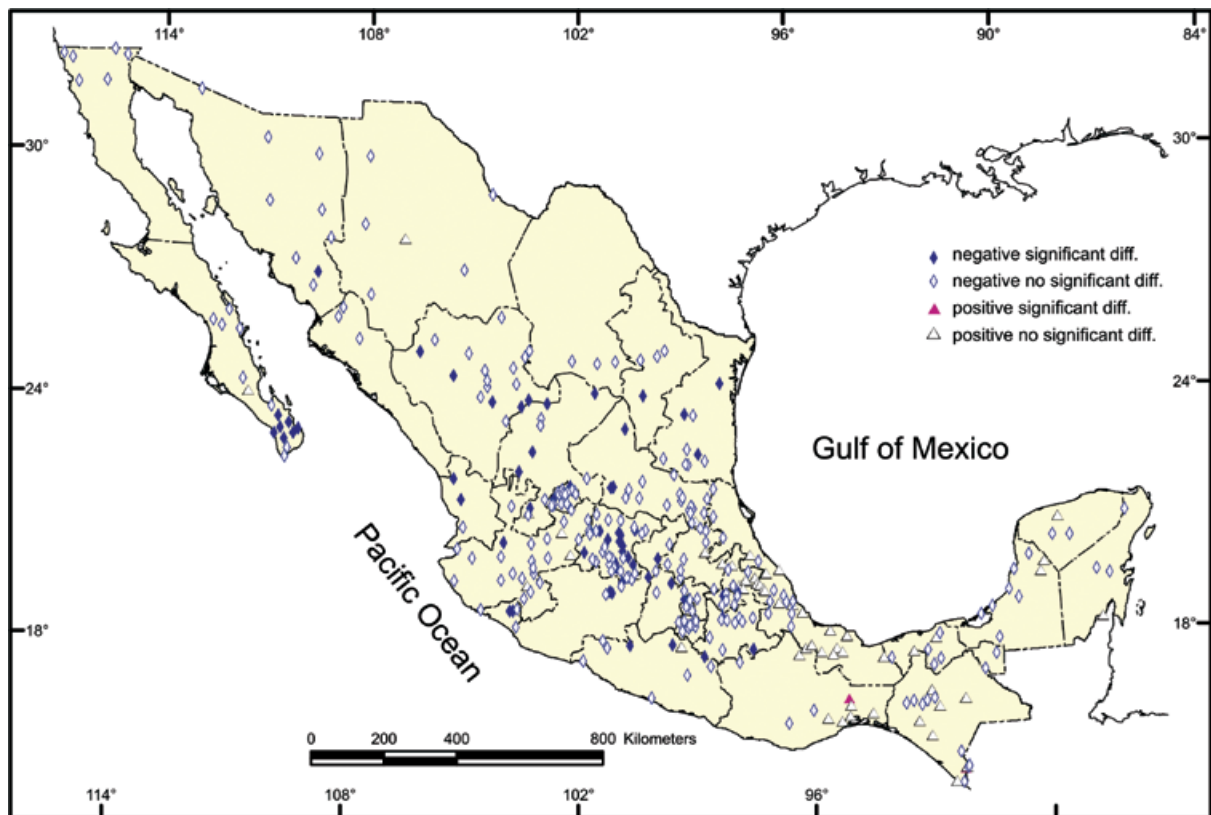 114° 108° 102° 96° 90° 84°
30° 30°
negative significant diff.
negative no significant diff.
positive significant diff.
positive no significant diff.
24° 24°
Gulf of Mexico
Pacific Ocean
18° 18°
0 200 400 800 Kilometers
114° 108° 102° 96°